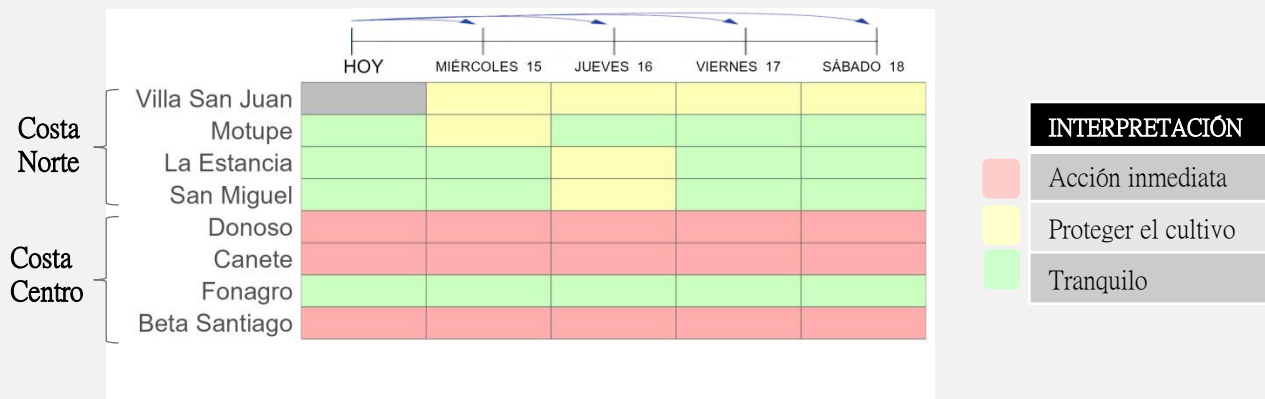 HOY MIÉRCOLES 15 JUEVES 16 VIERNES 17 SÁBADO 18
Costa
Norte
Villa San Juan
Motupe
La Estancia
San Miguel
Costa
Centro
Donoso
Canete
Fonagro
Beta Santiago
INTERPRETACIÓN
Acción inmediata
Proteger el cultivo
Tranquilo